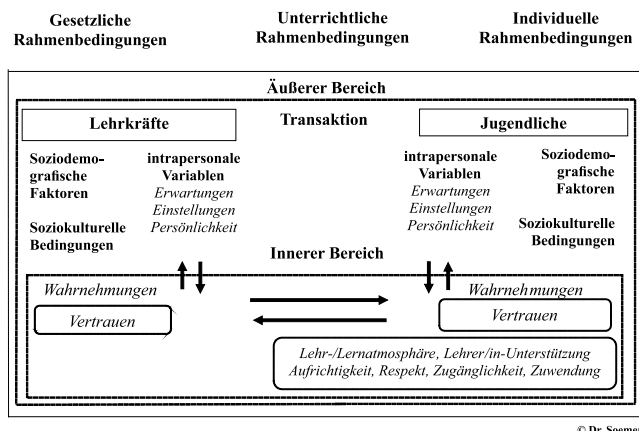 Gesetzliche
Rahmenbedingungen
Unterrichtliche
Rahmenbedingungen
Individuelle
Rahmenbedingungen
Äußerer Bereich
Lehrkräfte
Transaktion
Jugendliche
Soziodemo-
grafische
Faktoren
Soziokulturelle
Bedingungen
intrapersonale
Variablen
Erwartungen
Einstellungen
Persönlichkeit
intrapersonale
Variablen
Erwartungen
Einstellungen
Persönlichkeit
Soziodemo-
grafische
Faktoren
Soziokulturelle
Bedingungen
Innerer Bereich
Wahrnehmungen
Vertrauen
Wahrnehmungen
Vertrauen
Lehr-/Lernatmosphäre, Lehrer/in-Unterstützung
Aufrichtigkeit, Respekt, Zugänglichkeit, Zuwendung
© Dr. Soemer